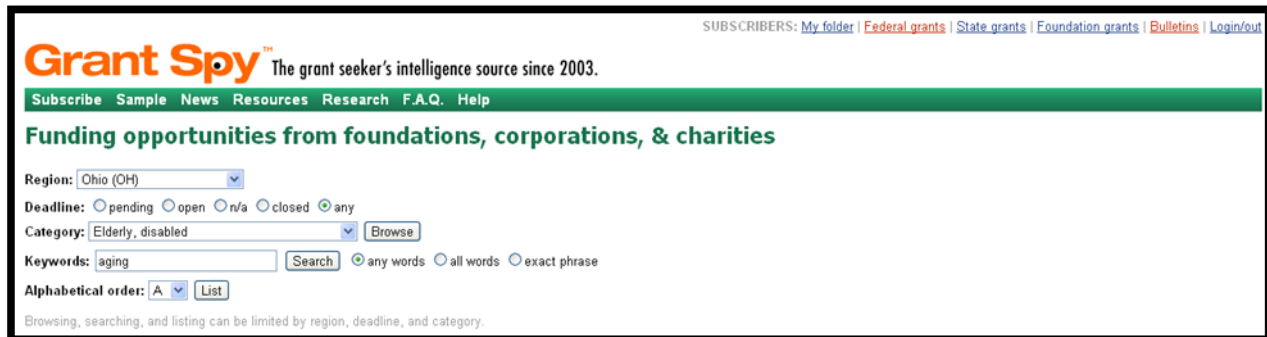 SUBSCRIBERS: My folder | Federal grants | State grants | Foundation grants | Bulletins | Login/out
Grant Spy™ The grant seeker's intelligence source since 2003.
Subscribe Sample News Resources Research F.A.Q. Help
Funding opportunities from foundations, corporations, & charities
Region: Ohio (OH)
Deadline: pending open n/a closed any
Category: Elderly, disabled Browse
Keywords: aging Search any words all words exact phrase
Alphabetical order: A List
Browsing, searching, and listing can be limited by region, deadline, and category.